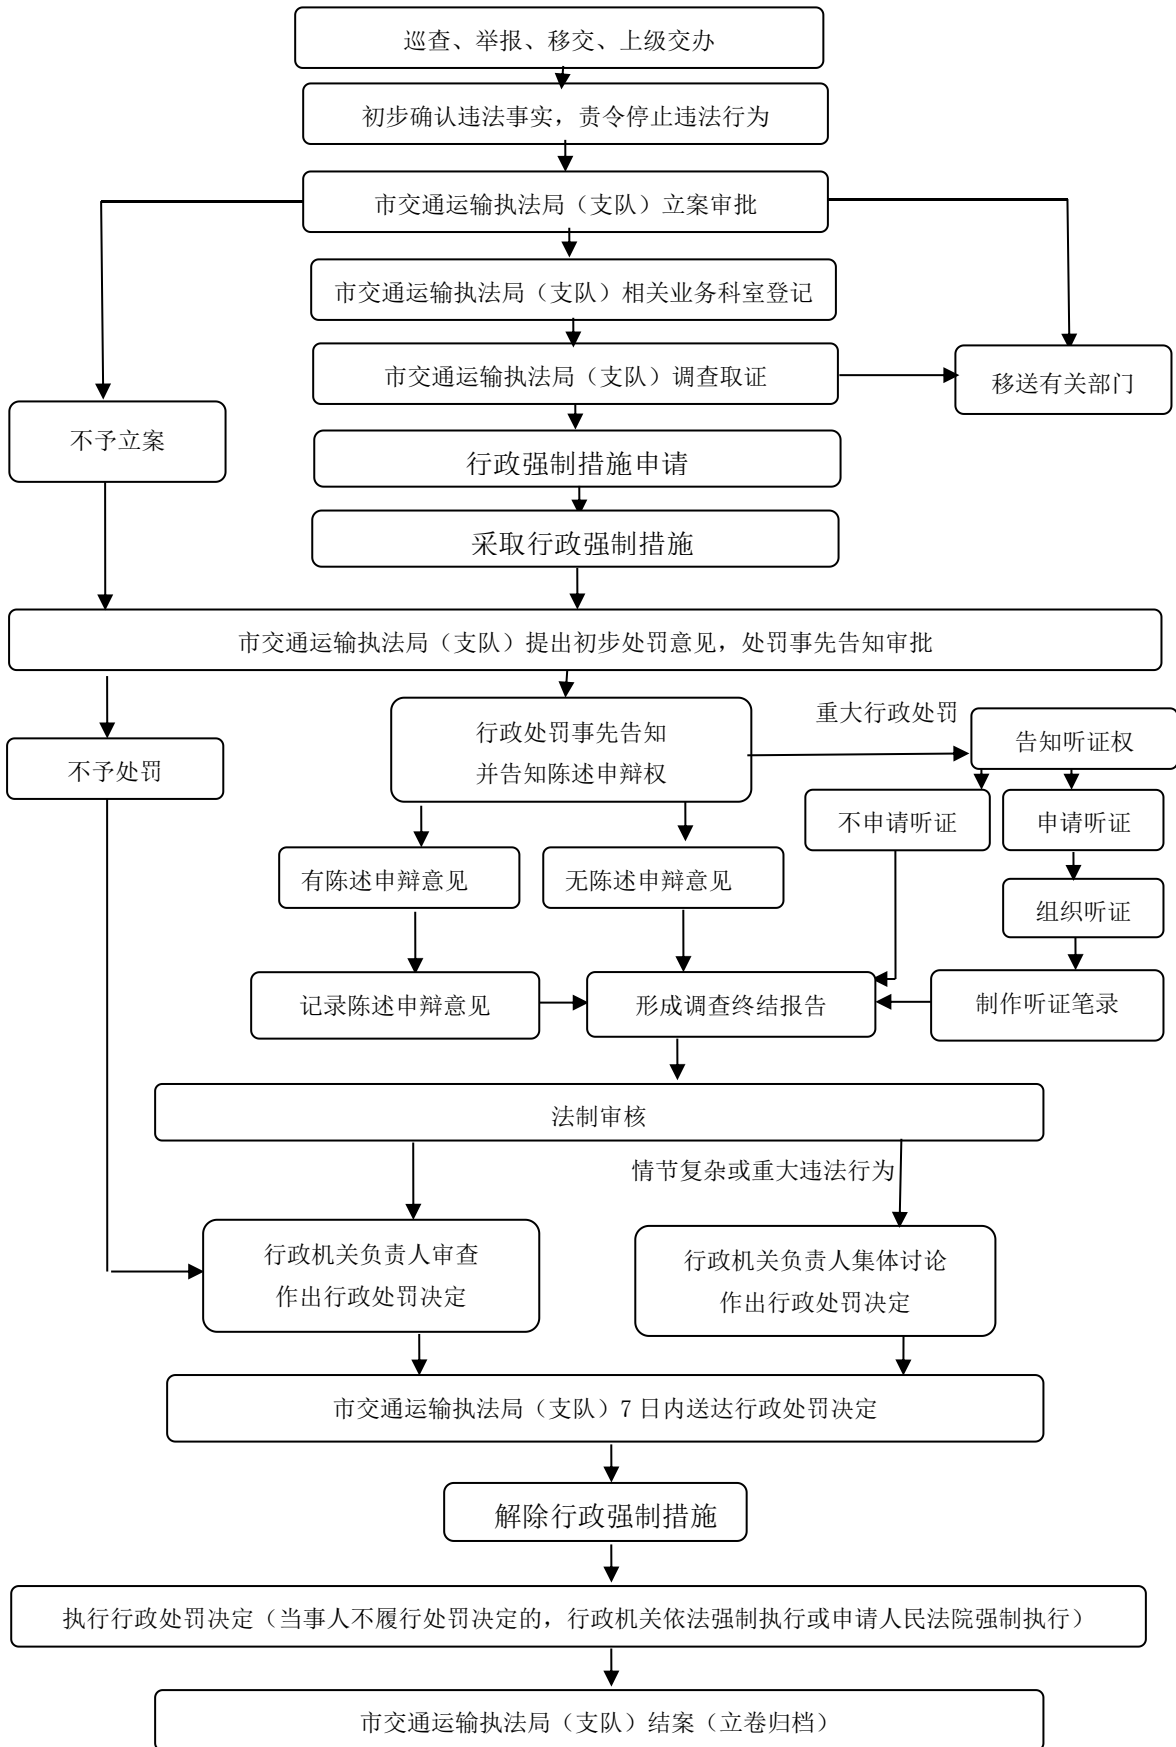 巡查、举报、移交、上级交办
初步确认违法事实，责令停止违法行为
市交通运输执法局（支队）立案审批
市交通运输执法局（支队）相关业务科室登记
市交通运输执法局（支队）调查取证
移送有关部门
不予立案
行政强制措施申请
采取行政强制措施
市交通运输执法局（支队）提出初步处罚意见，处罚事先告知审批
行政处罚事先告知
并告知陈述申辩权
重大行政处罚
告知听证权
不予处罚
不申请听证
申请听证
有陈述申辩意见
无陈述申辩意见
组织听证
记录陈述申辩意见
形成调查终结报告
制作听证笔录
法制审核
情节复杂或重大违法行为
行政机关负责人审查
作出行政处罚决定
行政机关负责人集体讨论
作出行政处罚决定
市交通运输执法局（支队）7 日内送达行政处罚决定
解除行政强制措施
执行行政处罚决定（当事人不履行处罚决定的，行政机关依法强制执行或申请人民法院强制执行）
市交通运输执法局（支队）结案（立卷归档）